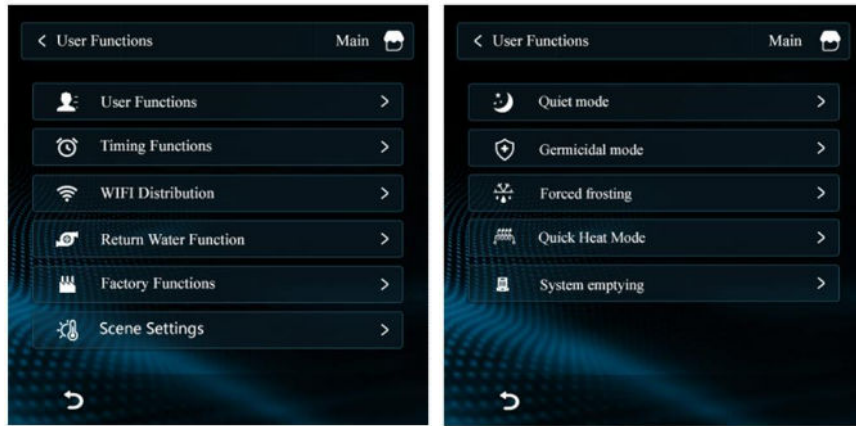 User Functions Main
User Functions
Timing Functions
WIFI Distribution
Return Water Function
Factory Functions
Scene Settings
User Functions Main
Quiet mode
Germicidal mode
Forced frosting
Quick Heat Mode
System emptying